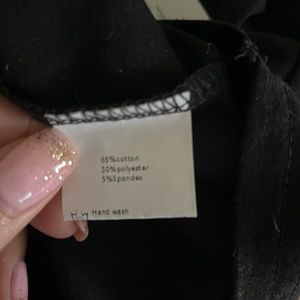 65%cotton
30%polyester
5%Spandex
Hand wash